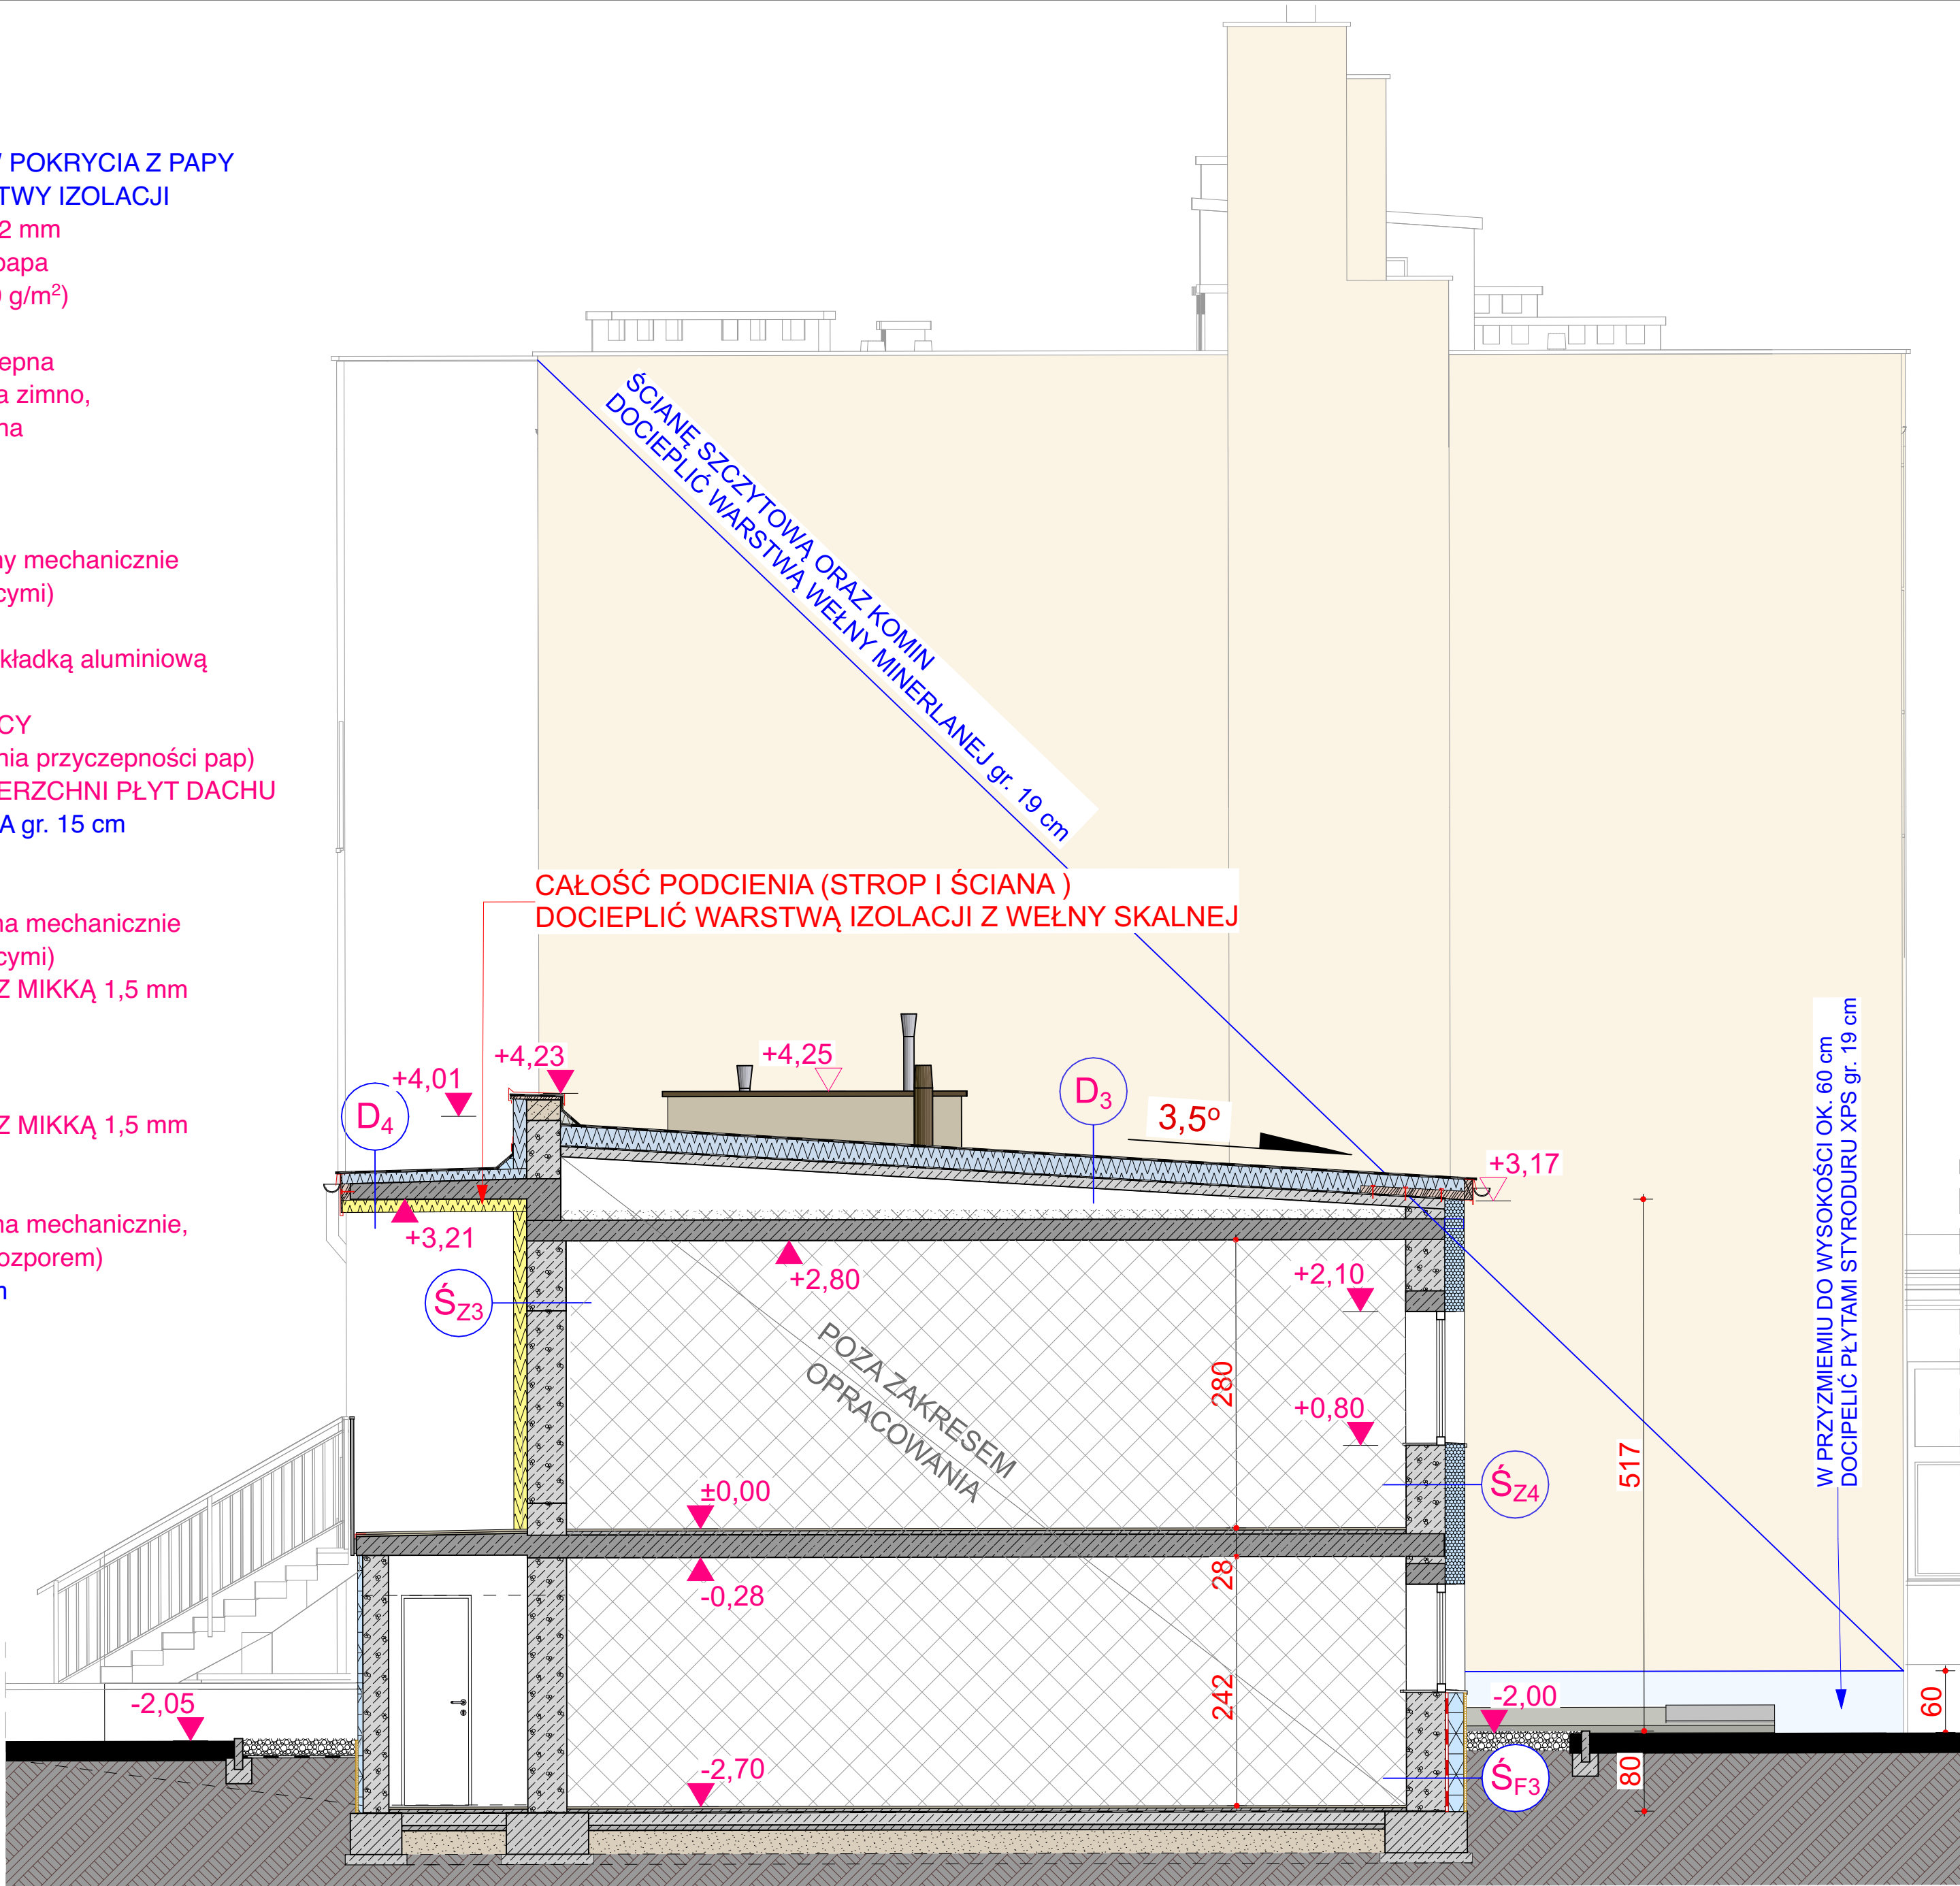 POKRYCIA Z PAPY
TWY IZOLACJI
2 mm
papa
g/m²)
epna
a zimno,
na
ny mechanicznie
cymi)
kładką aluminiową
CY
nia przyczepności pap)
ERZCHNI PŁYT DACHU
A gr. 15 cm
na mechanicznie
cymi)
Z MIKKĄ 1,5 mm
Z MIKKĄ 1,5 mm
na mechanicznie,
ozporem)
ŚCIANĘ SZCZYTOWĄ ORAZ KOMIN
DOCIEPLIĆ WARSTWĄ WEŁNY MINERLANEJ gr. 19 cm
CAŁOŚĆ PODCIENIA (STROP I ŚCIANA )
DOCIEPLIĆ WARSTWĄ IZOLACJI Z WEŁNY SKALNEJ
+4,23
+4,25
+4,01
D4
D3
3,5º
+3,17
+3,21
+2,80
+2,10
ŚZ3
POZA ZAKRESEM
OPRACOWANIA
280
+0,80
517
ŚZ4
±0,00
-0,28
28
242
-2,05
-2,00
60
-2,70
80
ŚF3
W PRZYZMIEMIU DO WYSOKOŚCI OK. 60 cm
DOCIPELIĆ PŁYTAMI STYRODURU XPS gr. 19 cm